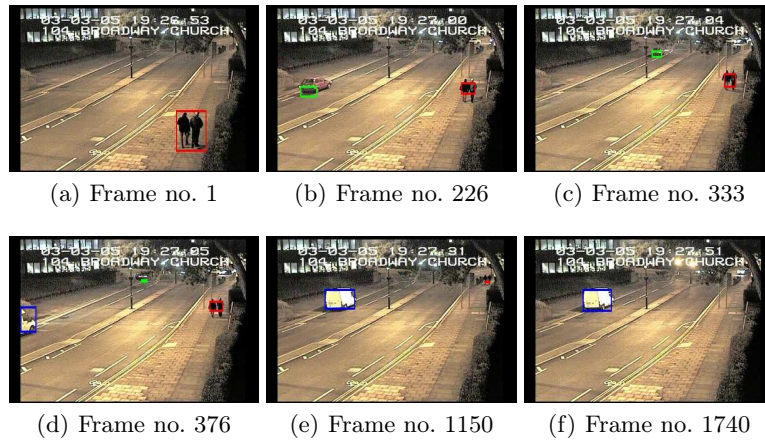 03-03-05 19:26.53
104 BROADWAY/CHURCH
(a) Frame no. 1
03-03-05 19:27.00
104 BROADWAY/CHURCH
(b) Frame no. 226
03-03-05 19:27.04
104 BROADWAY/CHURCH
(c) Frame no. 333
03-03-05 19:27.05
104 BROADWAY/CHURCH
(d) Frame no. 376
03-03-05 19:27.31
104 BROADWAY/CHURCH
(e) Frame no. 1150
03-03-05 19:27.51
104 BROADWAY/CHURCH
(f) Frame no. 1740